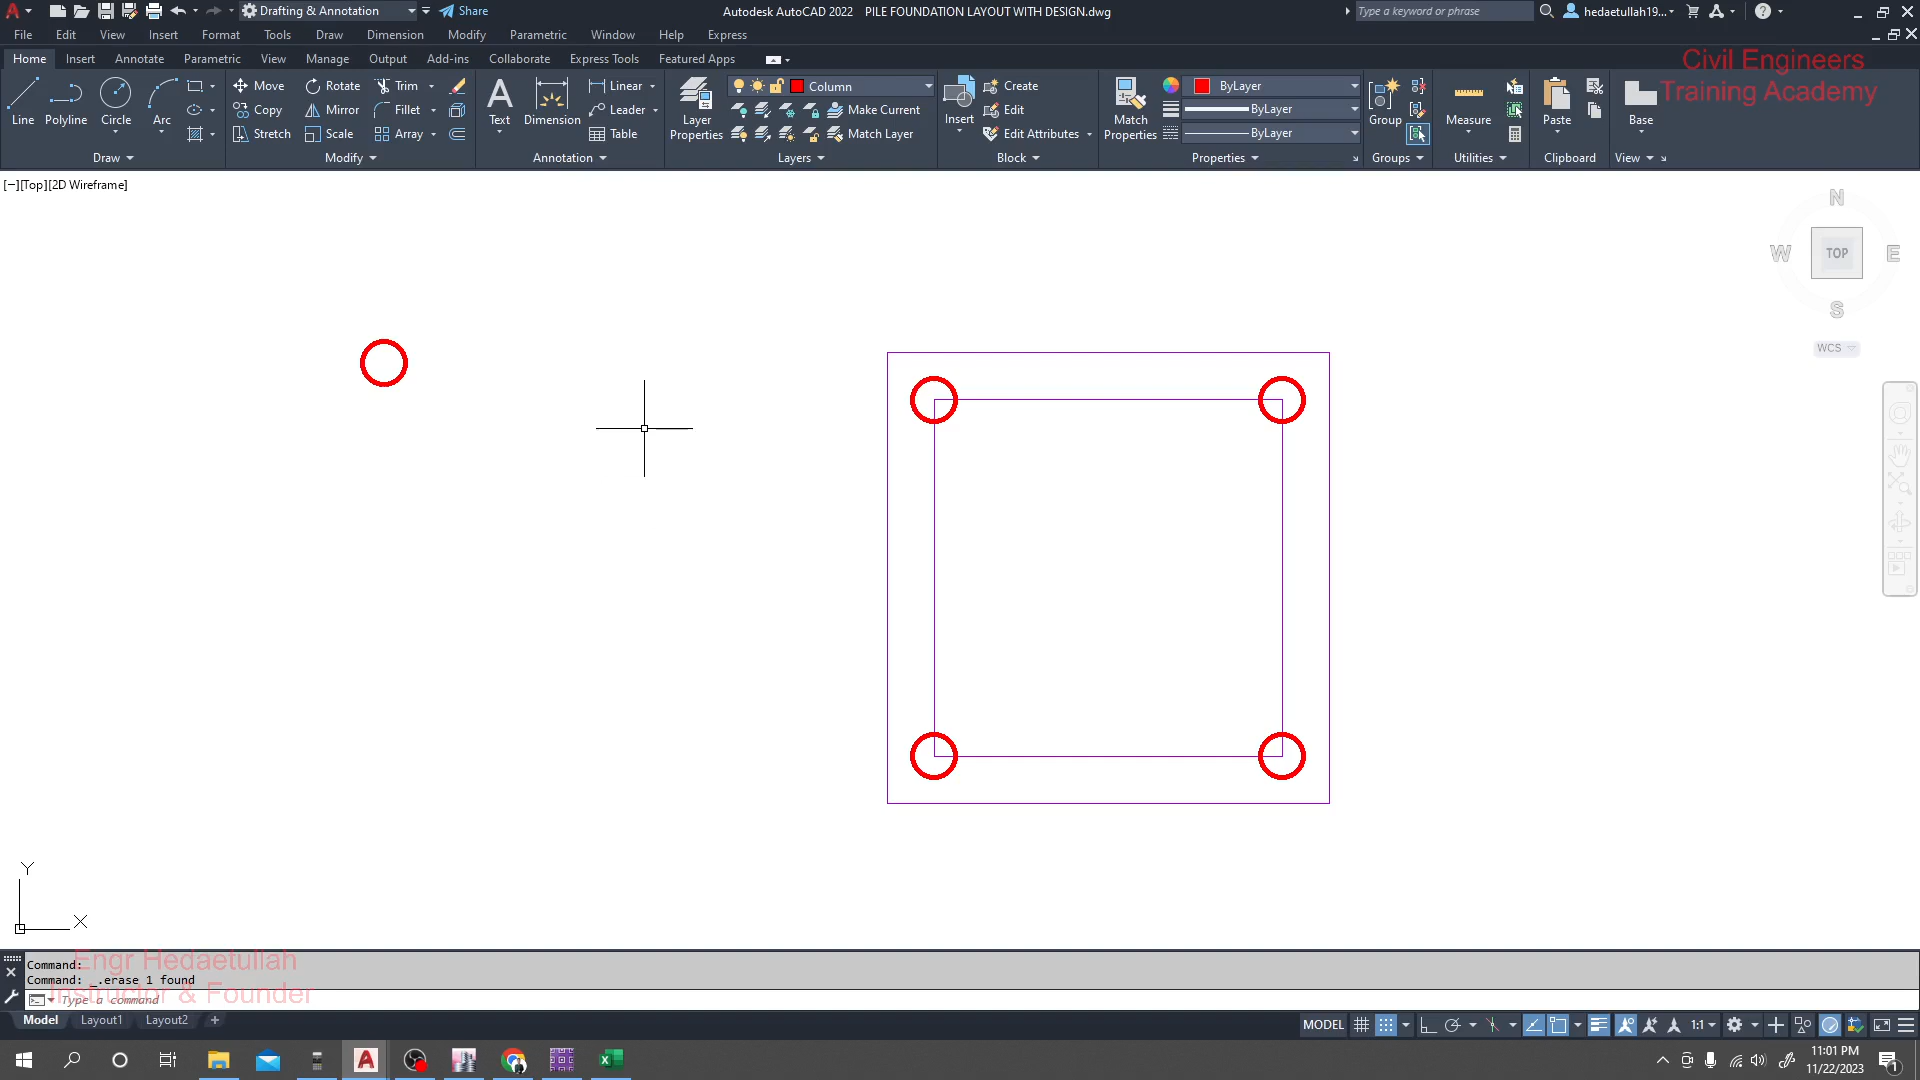 Drafting & Annotation
Share
Autodesk AutoCAD 2022 PILE FOUNDATION LAYOUT WITH DESIGN.dwg
Type a keyword or phrase
hedaetullah19...
File Edit View Insert Format Tools Draw Dimension Modify Parametric Window Help Express
Home Insert Annotate Parametric View Manage Output Add-ins Collaborate Express Tools Featured Apps
Civil Engineers
Training Academy
Line Polyline Circle Arc
Draw
Move Rotate Trim
Copy Mirror Fillet
Stretch Scale Array
Modify
Text Dimension
Linear
Leader
Table
Annotation
Layer
Properties
Column
Make Current
Match Layer
Layers
Insert
Create
Edit
Edit Attributes
Block
Match
Properties
ByLayer
ByLayer
ByLayer
Properties
Group
Groups
Measure
Utilities
Paste
Clipboard
Base
View
[−][Top][2D Wireframe]
N
W TOP E
S
WCS
Y
X
Command:
Command: _.erase 1 found
Type a command
Engr Hedaetullah
Instructor & Founder
Model Layout1 Layout2 +
MODEL
1:1
11:01 PM
11/22/2023
1